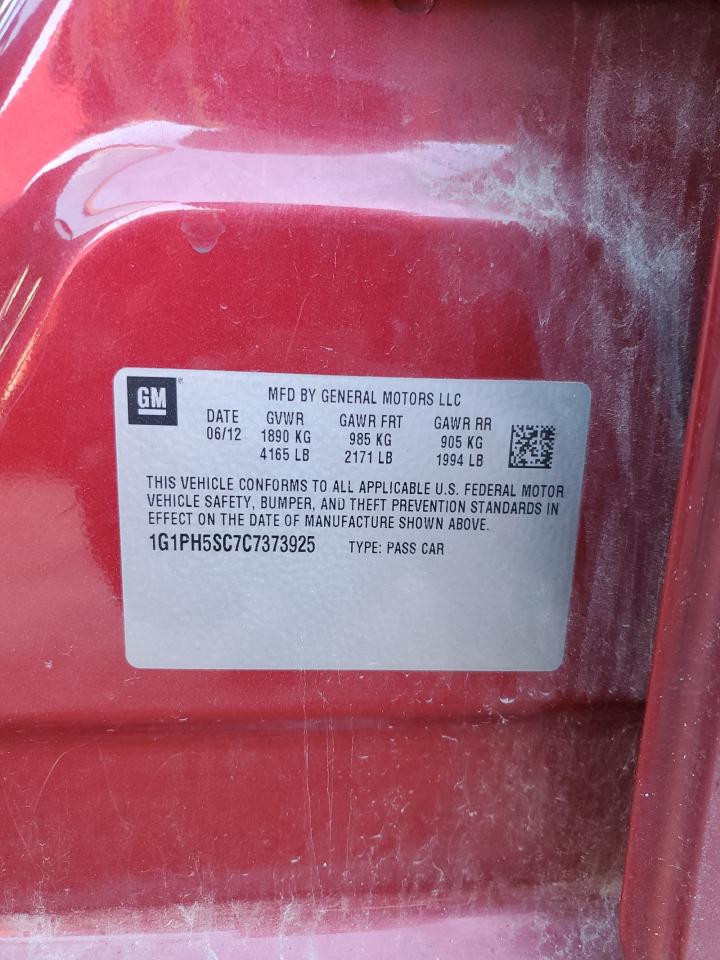 GM
®
MFD BY GENERAL MOTORS LLC
DATE GVWR GAWR FRT GAWR RR
06/12 1890 KG 985 KG 905 KG
4165 LB 2171 LB 1994 LB
THIS VEHICLE CONFORMS TO ALL APPLICABLE U.S. FEDERAL MOTOR
VEHICLE SAFETY, BUMPER, AND THEFT PREVENTION STANDARDS IN
EFFECT ON THE DATE OF MANUFACTURE SHOWN ABOVE.
1G1PH5SC7C7373925 TYPE: PASS CAR